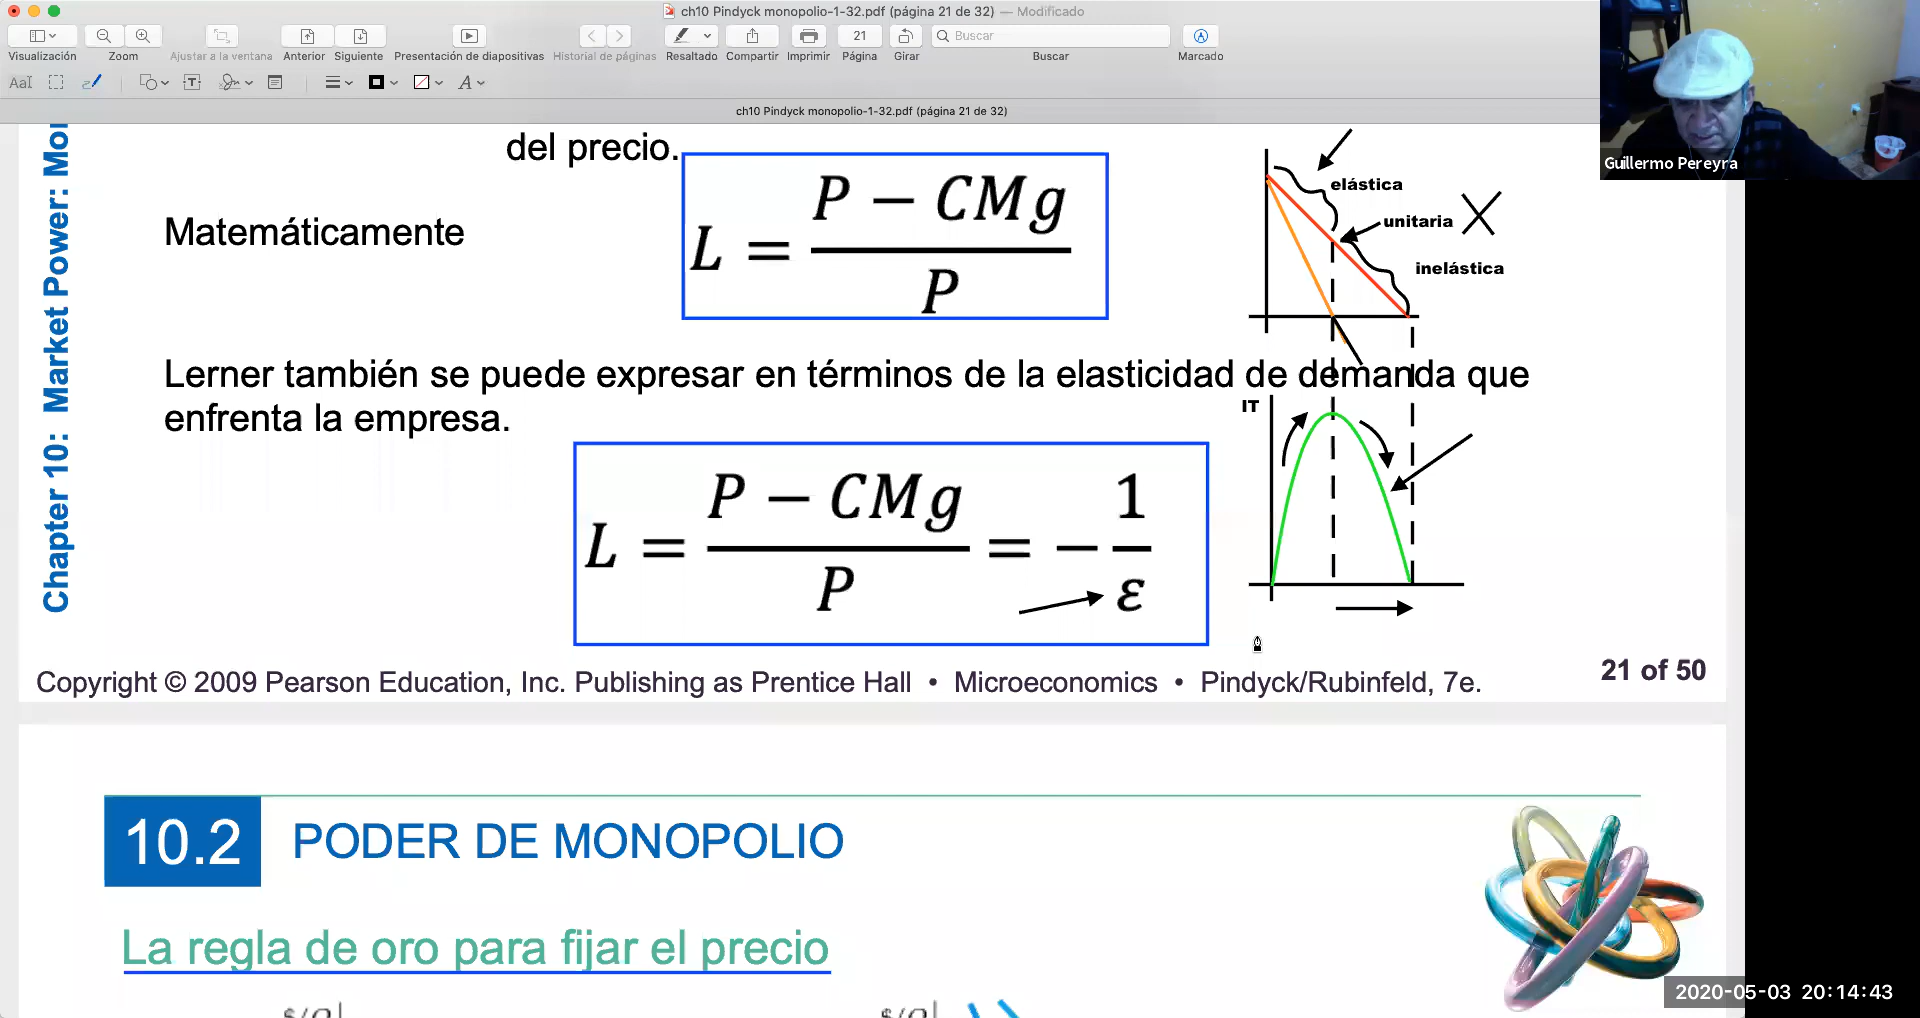 ch10 Pindyck monopolio-1-32.pdf (página 21 de 32) — Modificado
21
Buscar
Visualización
Zoom
Ajustar a la ventana
Anterior
Siguiente
Presentación de diapositivas
Historial de páginas
Resaltado
Compartir
Imprimir
Página
Girar
Buscar
Marcado
ch10 Pindyck monopolio-1-32.pdf (página 21 de 32)
Guillermo Pereyra
Chapter 10: Market Power: Mo
del precio.
Matemáticamente
L = (P − CMg) / P
elástica
unitaria
inelástica
Lerner también se puede expresar en términos de la elasticidad de demanda que
enfrenta la empresa.
IT
L = (P − CMg) / P = − 1 / ε
Copyright © 2009 Pearson Education, Inc. Publishing as Prentice Hall • Microeconomics • Pindyck/Rubinfeld, 7e.
21 of 50
10.2 PODER DE MONOPOLIO
La regla de oro para fijar el precio
2020-05-03 20:14:43